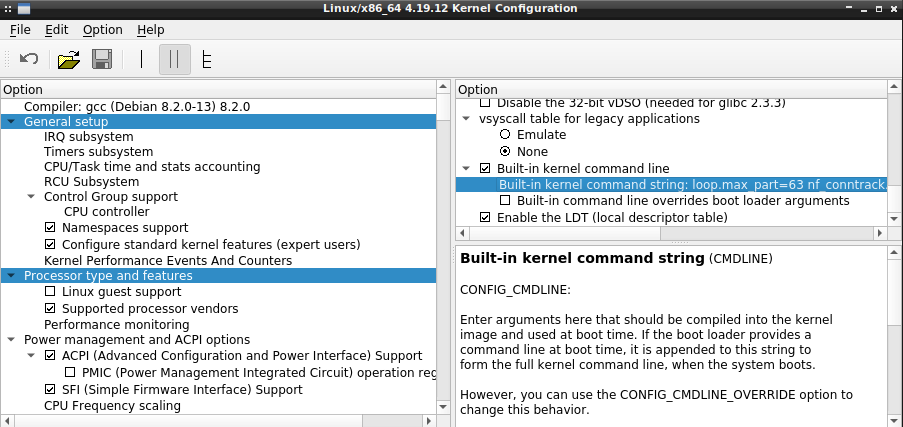 Linux/x86_64 4.19.12 Kernel Configuration
File Edit Option Help
Option
Compiler: gcc (Debian 8.2.0-13) 8.2.0
General setup
IRQ subsystem
Timers subsystem
CPU/Task time and stats accounting
RCU Subsystem
Control Group support
CPU controller
Namespaces support
Configure standard kernel features (expert users)
Kernel Performance Events And Counters
Processor type and features
Linux guest support
Supported processor vendors
Performance monitoring
Power management and ACPI options
ACPI (Advanced Configuration and Power Interface) Support
PMIC (Power Management Integrated Circuit) operation reg
SFI (Simple Firmware Interface) Support
CPU Frequency scaling
Option
Disable the 32-bit vDSO (needed for glibc 2.3.3)
vsyscall table for legacy applications
Emulate
None
Built-in kernel command line
Built-in kernel command string: loop.max_part=63 nf_conntrack.
Built-in command line overrides boot loader arguments
Enable the LDT (local descriptor table)
Built-in kernel command string (CMDLINE)
CONFIG_CMDLINE:
Enter arguments here that should be compiled into the kernel
image and used at boot time. If the boot loader provides a
command line at boot time, it is appended to this string to
form the full kernel command line, when the system boots.
However, you can use the CONFIG_CMDLINE_OVERRIDE option to
change this behavior.